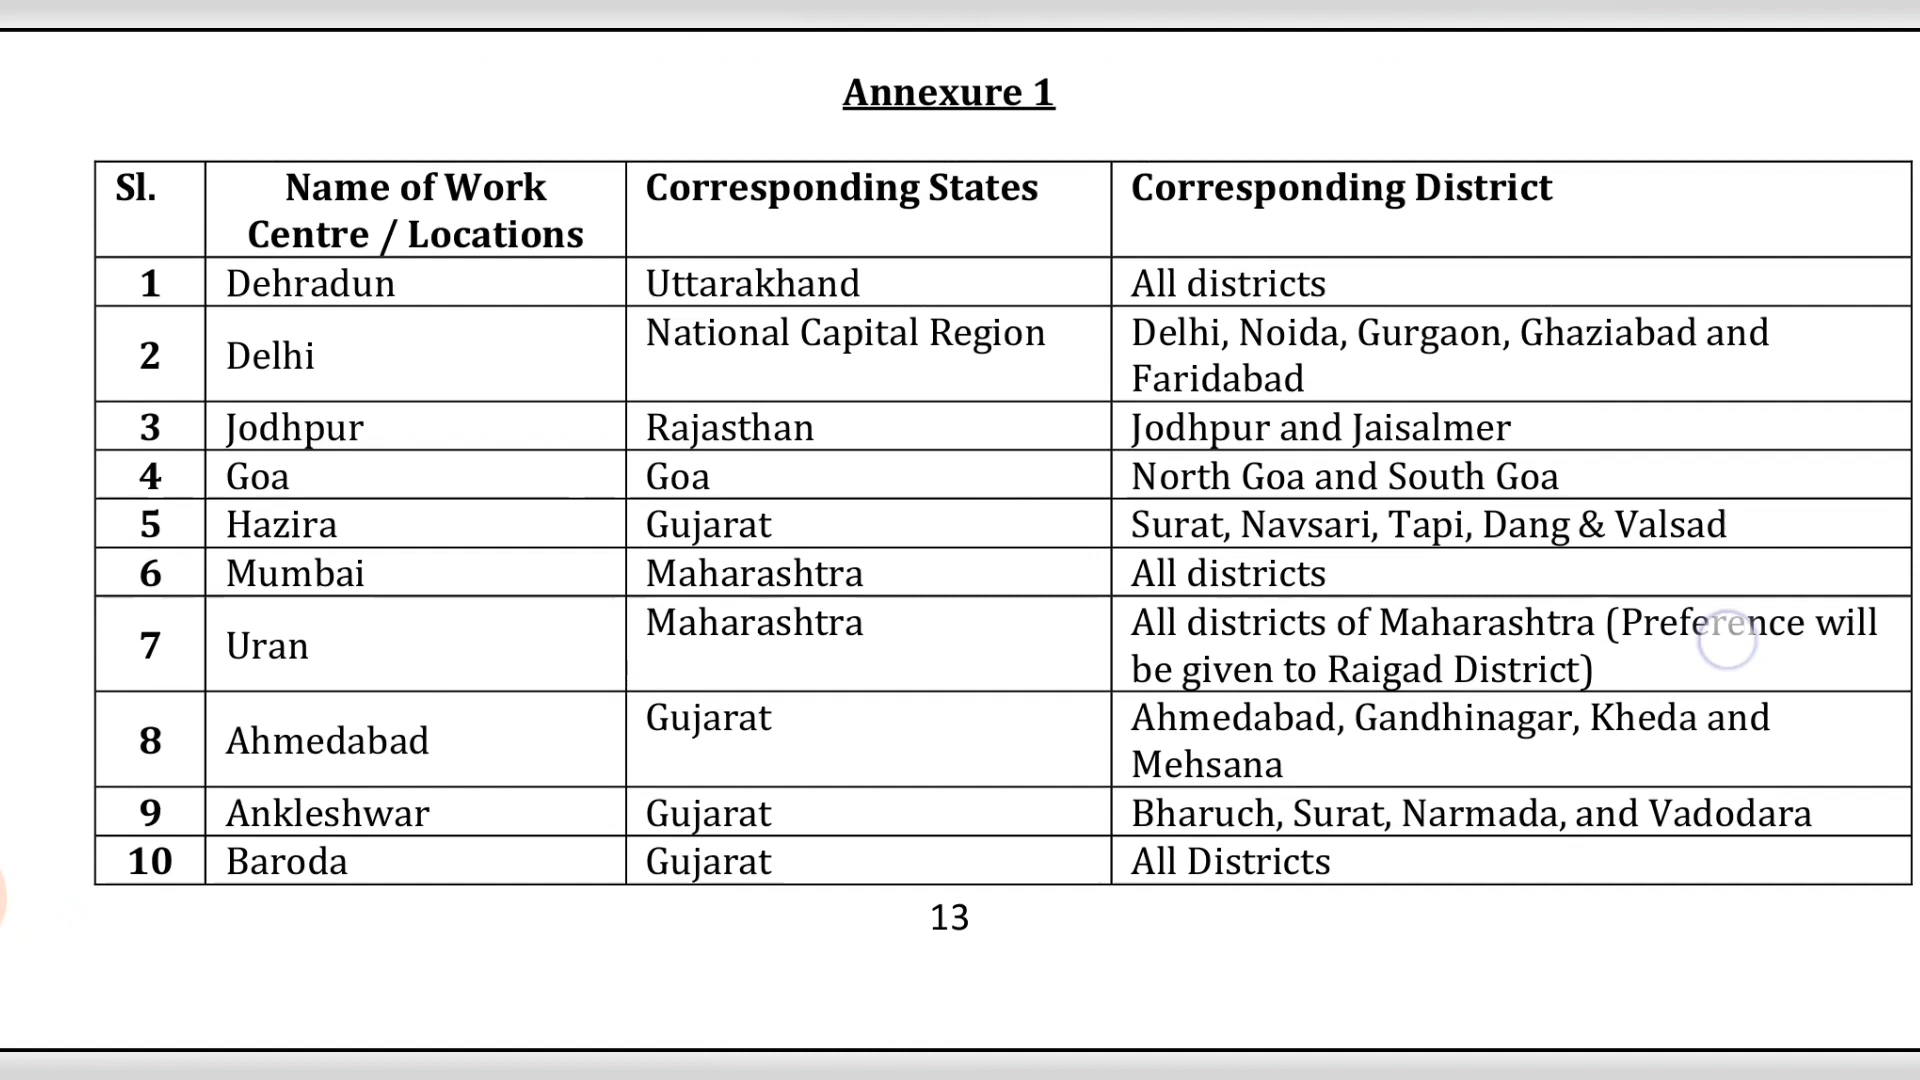 Annexure 1
Sl. Name of Work Corresponding States Corresponding District
Centre / Locations
1 Dehradun Uttarakhand All districts
2 Delhi National Capital Region Delhi, Noida, Gurgaon, Ghaziabad and
Faridabad
3 Jodhpur Rajasthan Jodhpur and Jaisalmer
4 Goa Goa North Goa and South Goa
5 Hazira Gujarat Surat, Navsari, Tapi, Dang & Valsad
6 Mumbai Maharashtra All districts
7 Uran Maharashtra All districts of Maharashtra (Preference will
be given to Raigad District)
8 Ahmedabad Gujarat Ahmedabad, Gandhinagar, Kheda and
Mehsana
9 Ankleshwar Gujarat Bharuch, Surat, Narmada, and Vadodara
10 Baroda Gujarat All Districts
13